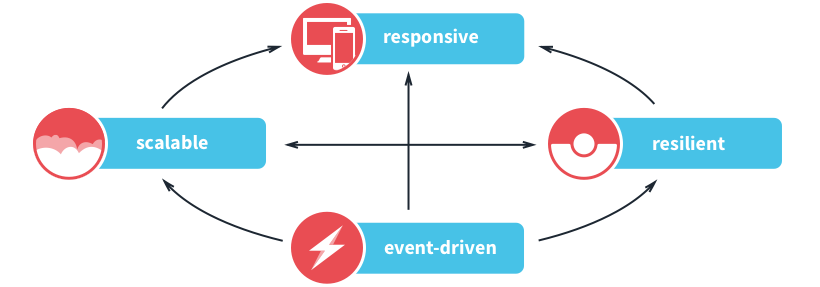 responsive
scalable
resilient
event-driven